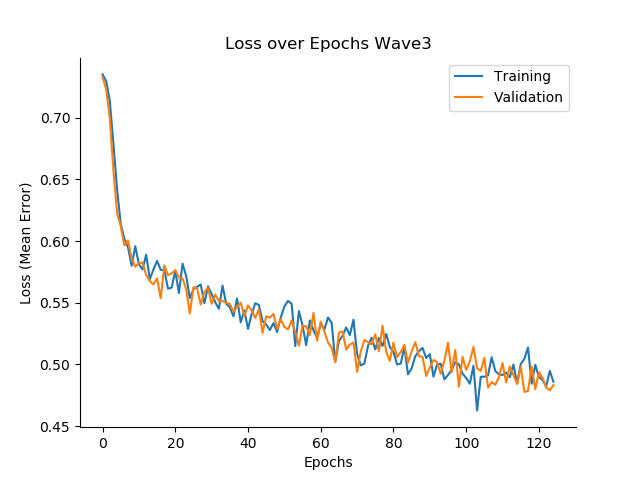 Loss over Epochs Wave3
Training
Validation
Loss (Mean Error)
0.70
0.65
0.60
0.55
0.50
0.45
0 20 40 60 80 100 120
Epochs